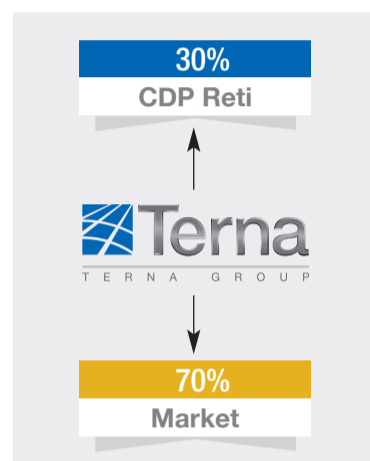 30%
CDP Reti
Terna
TERNA GROUP
70%
Market